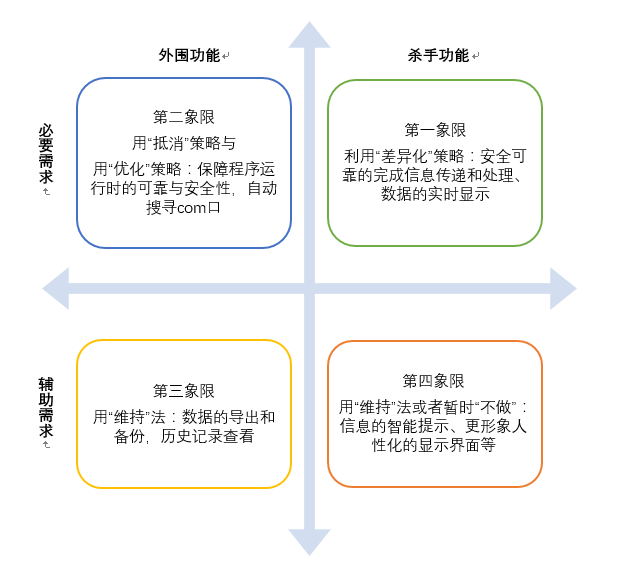 外围功能
杀手功能
必要需求
第二象限
用“抵消”策略与
用“优化”策略：保障程序运
行时的可靠与安全性，自动
搜寻com口
第一象限
利用“差异化”策略：安全可
靠的完成信息传递和处理、
数据的实时显示
辅助需求
第三象限
用“维持”法：数据的导出和
备份，历史记录查看
第四象限
用“维持”法或者暂时“不做”：
信息的智能提示、更形象人
性化的显示界面等